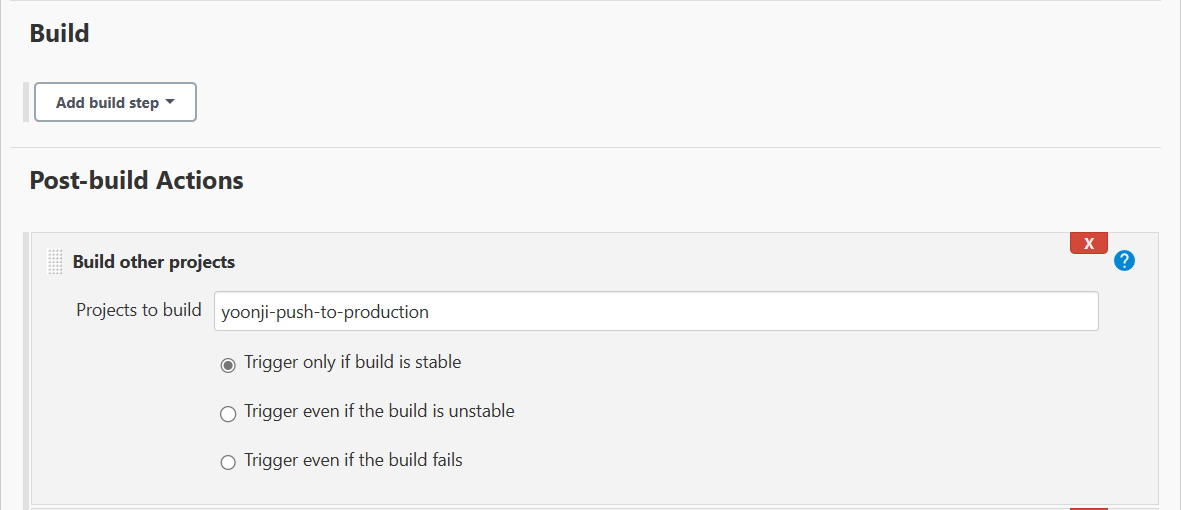 Build
Add build step
Post-build Actions
X
Build other projects
?
Projects to build
yoonji-push-to-production
Trigger only if build is stable
Trigger even if the build is unstable
Trigger even if the build fails